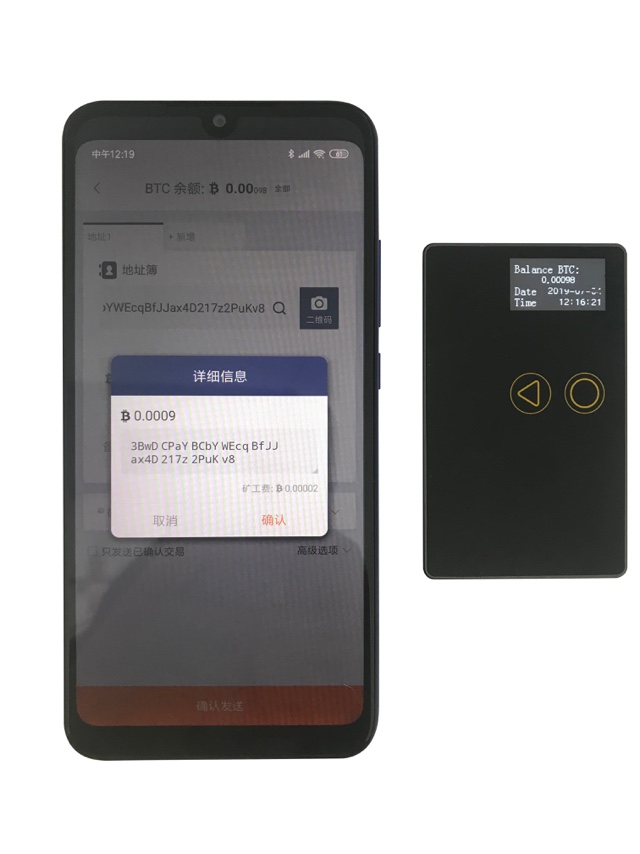 中午12:19
61
BTC 余额: ₿ 0.00098 全部
地址1
+ 新增
地址簿
YWEcqBfJJax4D217z2PuKv8
二维码
详细信息
₿ 0.0009
3BwD CPaY BCbY WEcq BfJJ
ax4D 217z 2PuK v8
矿工费: ₿ 0.00002
取消
确认
只发送已确认交易
高级选项
确认发送
Balance BTC:
0.00098
Date
Time 12:16:21